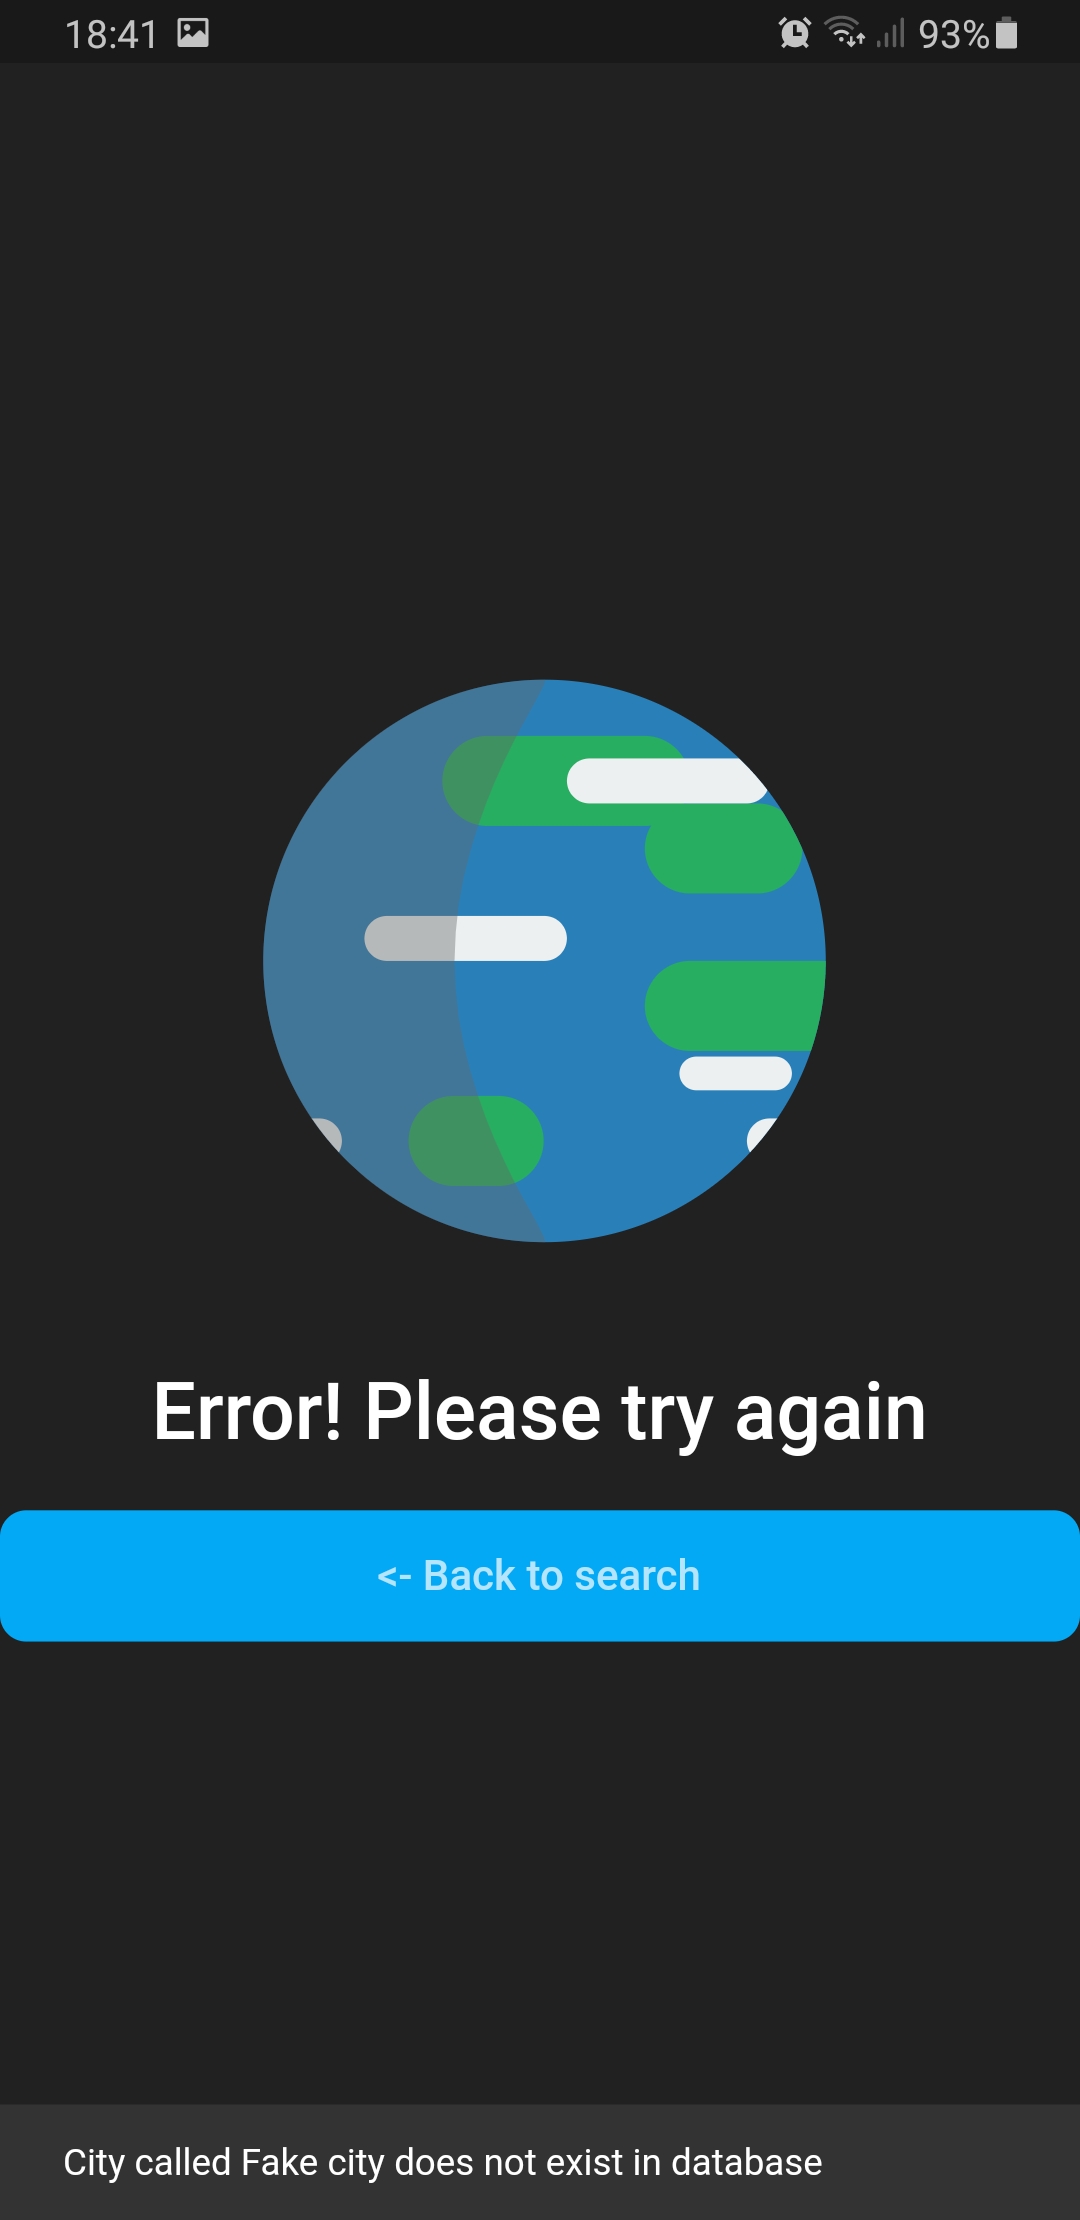 18:41 93%
Error! Please try again
<- Back to search
City called Fake city does not exist in database